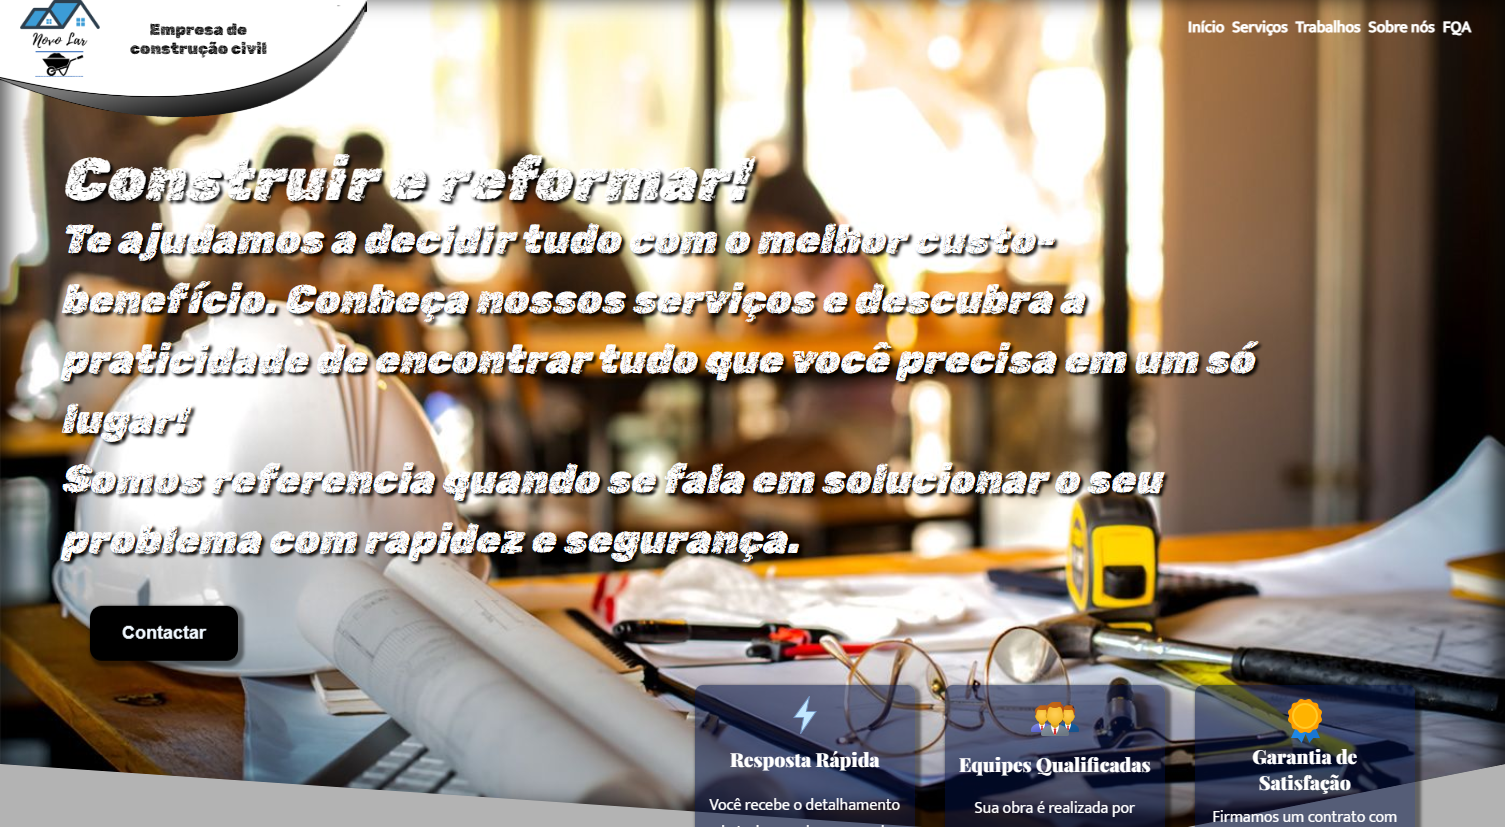 Novo Lar
Empresa de
construção civil
Início Serviços Trabalhos Sobre nós FQA
Construir e reformar!
Te ajudamos a decidir tudo com o melhor custo-
benefício. Conheça nossos serviços e descubra a
praticidade de encontrar tudo que você precisa em um só
lugar!
Somos referencia quando se fala em solucionar o seu
problema com rapidez e segurança.
Contactar
Resposta Rápida
Você recebe o detalhamento
Equipes Qualificadas
Sua obra é realizada por
Garantia de
Satisfação
Firmamos um contrato com